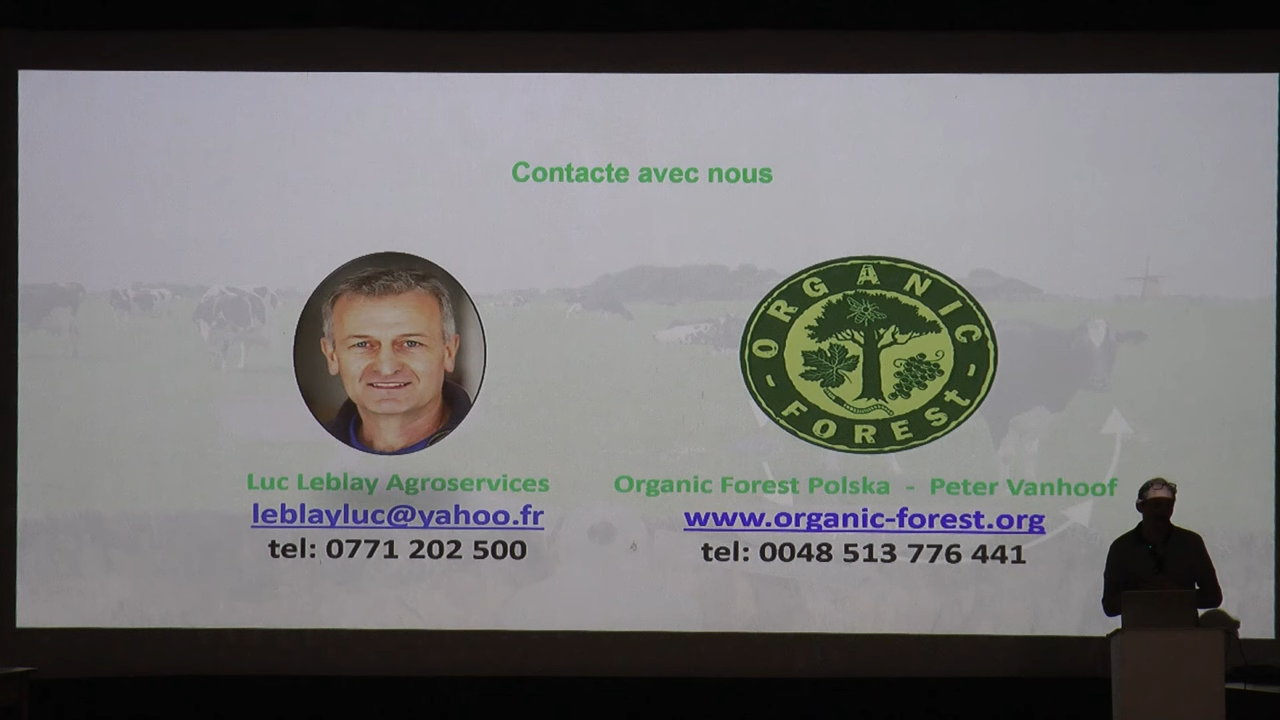 Contacte avec nous
ORGANIC
FOREST
Luc Leblay Agroservices
leblayluc@yahoo.fr
tel: 0771 202 500
Organic Forest Polska - Peter Vanhoof
www.organic-forest.org
tel: 0048 513 776 441